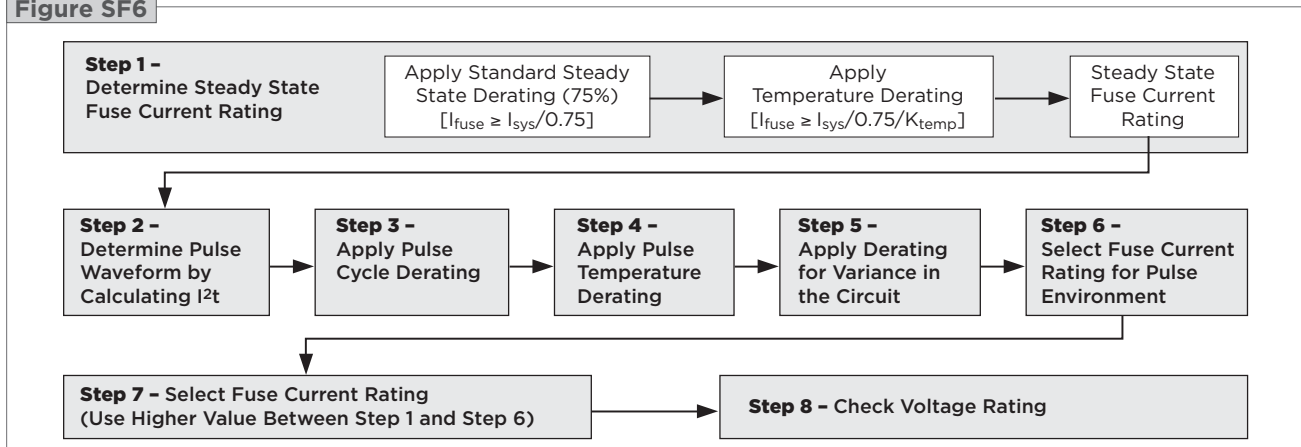 Figure SF6
Step 1 –
Determine Steady State
Fuse Current Rating
Apply Standard Steady
State Derating (75%)
[Ifuse ≥ Isys/0.75]
Apply
Temperature Derating
[Ifuse ≥ Isys/0.75/Ktemp]
Steady State
Fuse Current
Rating
Step 2 –
Determine Pulse
Waveform by
Calculating I2t
Step 3 –
Apply Pulse
Cycle Derating
Step 4 –
Apply Pulse
Temperature
Derating
Step 5 –
Apply Derating
for Variance in
the Circuit
Step 6 –
Select Fuse Current
Rating for Pulse
Environment
Step 7 – Select Fuse Current Rating
(Use Higher Value Between Step 1 and Step 6)
Step 8 – Check Voltage Rating